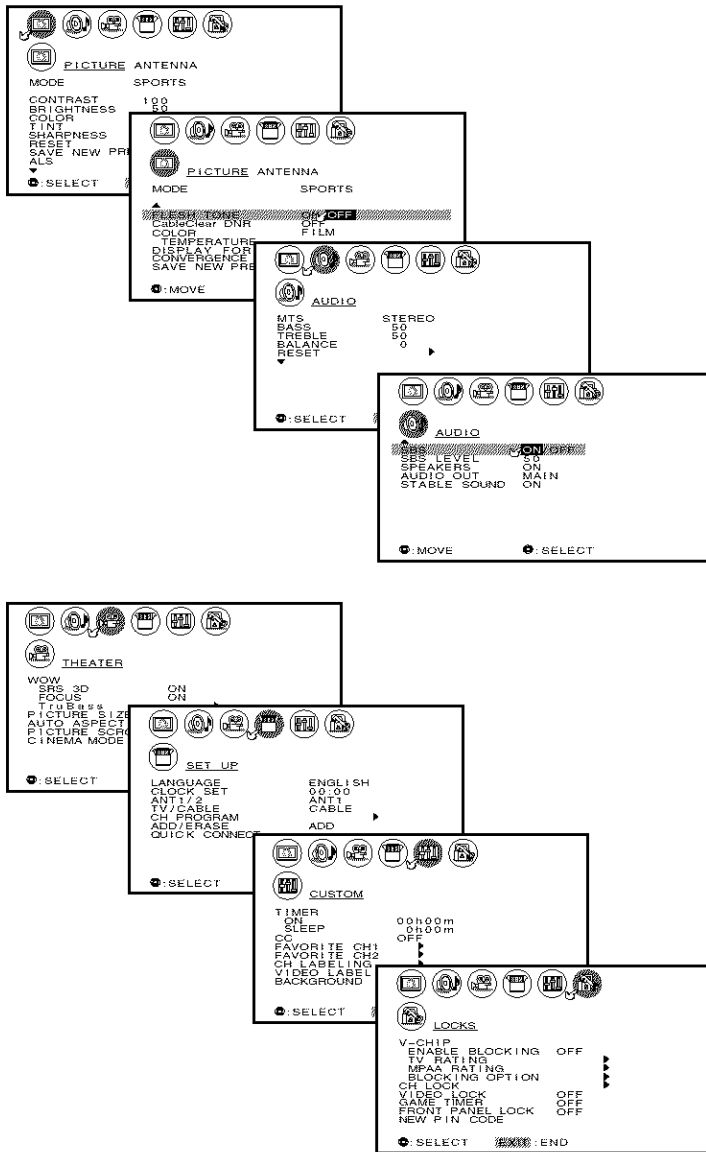 PICTURE ANTENNA
MODE SPORTS
CONTRAST 100
BRIGHTNESS 50
COLOR
TINT
SHARPNESS
RESET
SAVE NEW PRE
ALS
:SELECT
PICTURE ANTENNA
MODE SPORTS
FLESH TONE ON OFF
CableClear DNR OFF
COLOR FILM
TEMPERATURE
DISPLAY FOR
CONVERGENCE
SAVE NEW PRE
:MOVE
AUDIO
MTS STEREO
BASS 50
TREBLE 50
BALANCE 0
RESET
:SELECT
AUDIO
SBS ON OFF
SBS LEVEL 50
SPEAKERS ON
AUDIO OUT MAIN
STABLE SOUND ON
:MOVE :SELECT
THEATER
WOW
SRS 3D ON
FOCUS ON
TruBass
PICTURE SIZE
AUTO ASPECT
PICTURE SCRO
CINEMA MODE
:SELECT
SET UP
LANGUAGE ENGLISH
CLOCK SET 00:00
ANT1/2 ANT1
TV/CABLE CABLE
CH PROGRAM
ADD/ERASE ADD
QUICK CONNECT
:SELECT
CUSTOM
TIMER
ON 00h00m
SLEEP 0h00m
CC OFF
FAVORITE CH1
FAVORITE CH2
CH LABELING
VIDEO LABEL
BACKGROUND
:SELECT
LOCKS
V-CHIP
ENABLE BLOCKING OFF
TV RATING
MPAA RATING
BLOCKING OPTION
CH LOCK
VIDEO LOCK OFF
GAME TIMER OFF
FRONT PANEL LOCK OFF
NEW PIN CODE
:SELECT EXIT :END